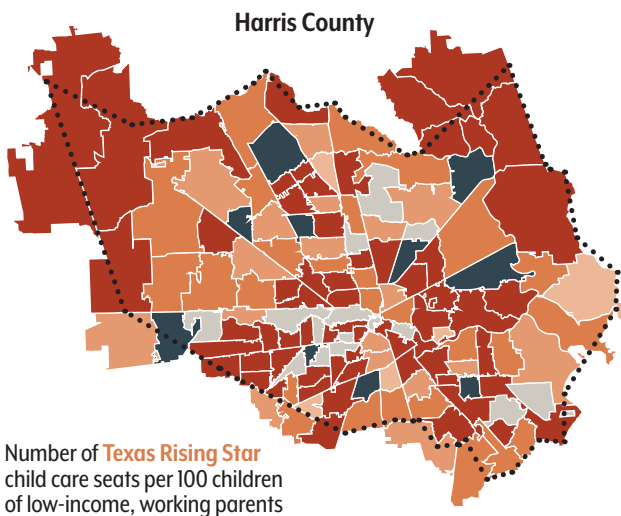 Harris County
Number of Texas Rising Star
child care seats per 100 children
of low-income, working parents